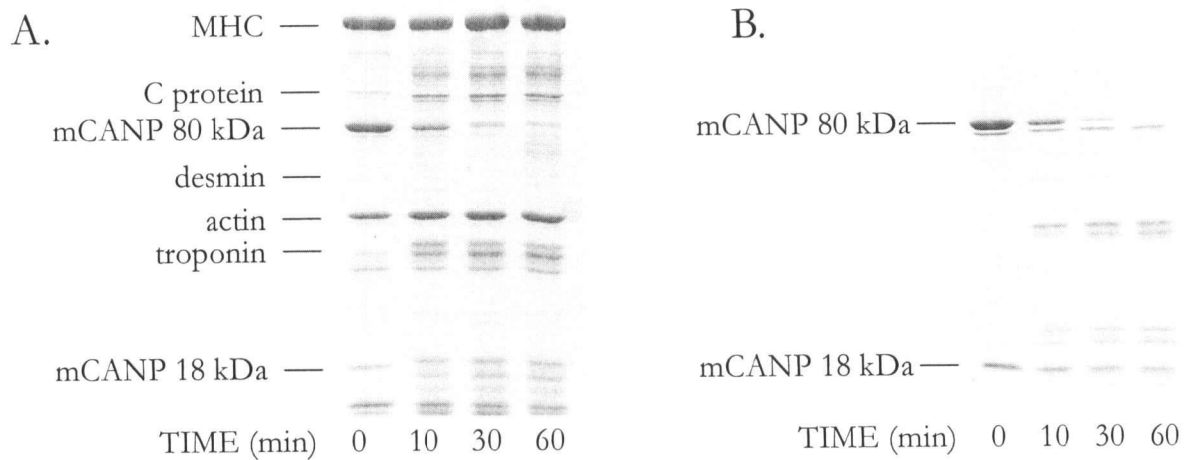 A.
MHC
C protein
mCANP 80 kDa
desmin
actin
troponin
mCANP 18 kDa
TIME (min) 0 10 30 60
B.
mCANP 80 kDa
mCANP 18 kDa
TIME (min) 0 10 30 60